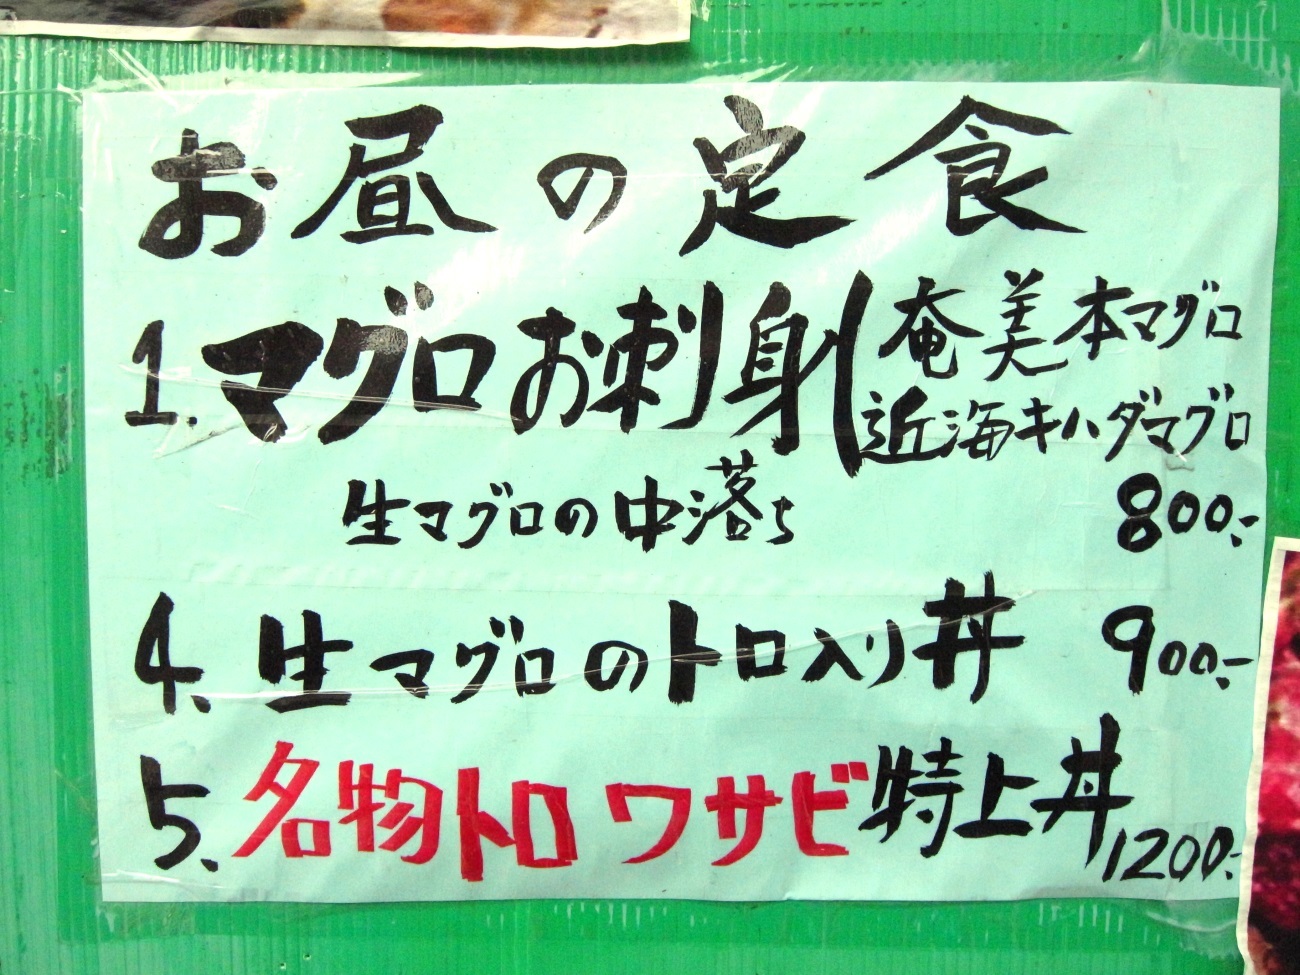 お昼の定食
1.マグロお刺身(奄美本マグロ
近海キハダマグロ
生マグロの中落ち 800.-
4、生マグロのトロ入り丼 900.-
5、名物トロワサビ特上丼
1200.-